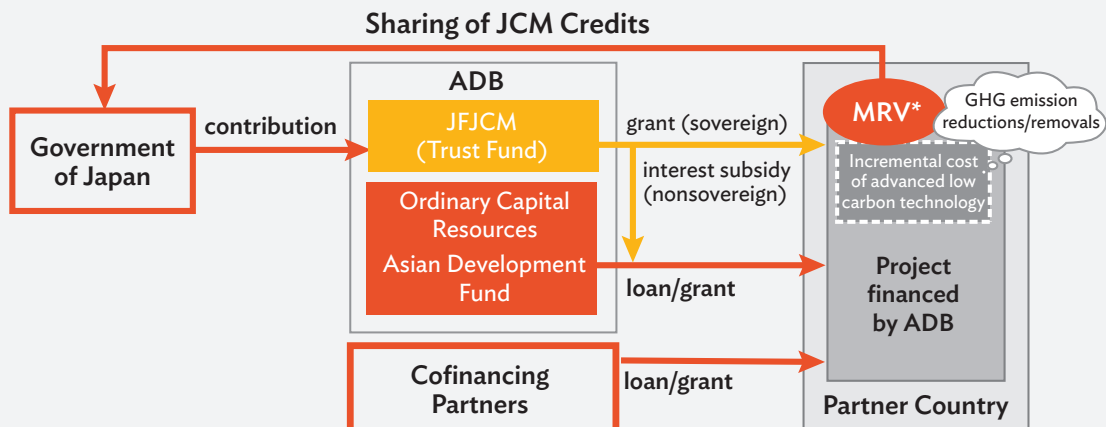 Sharing of JCM Credits
Government
of Japan
contribution
ADB
JFJCM
(Trust Fund)
Ordinary Capital
Resources
Asian Development
Fund
grant (sovereign)
interest subsidy
(nonsovereign)
loan/grant
Cofinancing
Partners
loan/grant
MRV*
GHG emission
reductions/removals
Incremental cost
of advanced low
carbon technology
Project
financed
by ADB
Partner Country